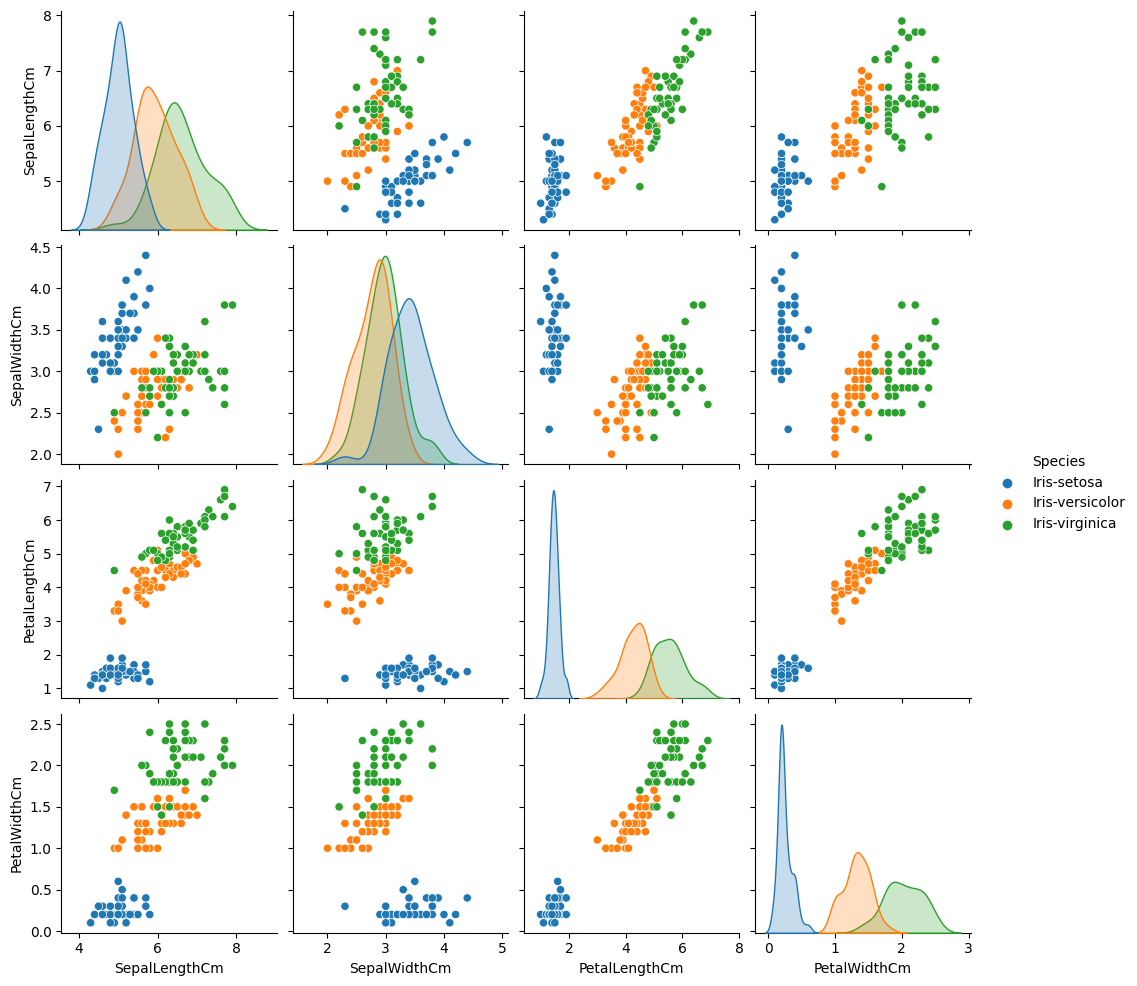 8
7
6
5
SepalLengthCm
4.5
4.0
3.5
3.0
2.5
2.0
SepalWidthCm
Species
Iris-setosa
Iris-versicolor
Iris-virginica
7
6
5
4
3
2
1
PetalLengthCm
2.5
2.0
1.5
1.0
0.5
0.0
PetalWidthCm
4 6 8
SepalLengthCm
2 3 4 5
SepalWidthCm
2 4 6 8
PetalLengthCm
0 1 2 3
PetalWidthCm